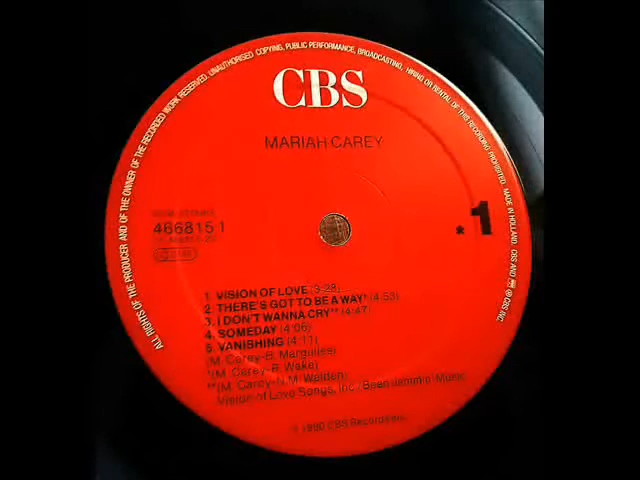 ALL RIGHTS OF THE PRODUCER AND OF THE OWNER OF THE RECORDED WORK RESERVED. UNAUTHORISED COPYING, PUBLIC PERFORMANCE, BROADCASTING, HIRING OR RENTAL OF THIS RECORDING PROHIBITED. MADE IN HOLLAND. CBS AND ℗ CBS INC.
CBS
MARIAH CAREY
466815 1
*1
1. VISION OF LOVE (3:28)
2. THERE'S GOT TO BE A WAY* (4:53)
3. I DON'T WANNA CRY** (4:47)
4. SOMEDAY (4:06)
5. VANISHING (4:11)
(M. Carey-B. Margulies)
*(M. Carey-R. Wake)
**(M. Carey-N.M. Walden)
Vision of Love Songs, Inc./Been Jammin' Music
1990 CBS Records Inc.